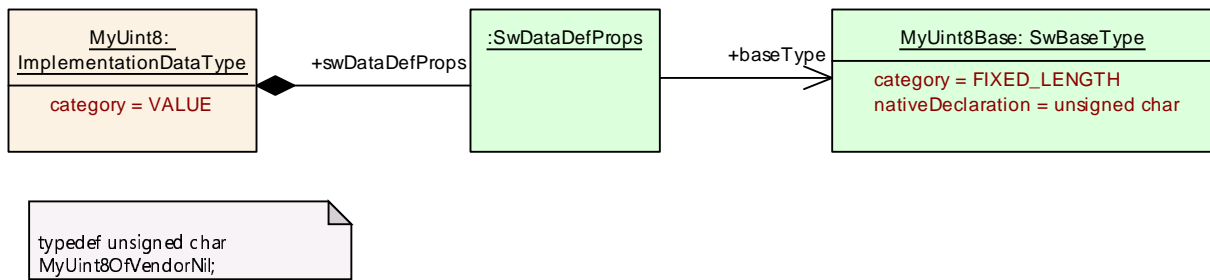 MyUint8:
ImplementationDataType
category = VALUE
+swDataDefProps
:SwDataDefProps
+baseType
MyUint8Base: SwBaseType
category = FIXED_LENGTH
nativeDeclaration = unsigned char
typedef unsigned char
MyUint8OfVendorNil;